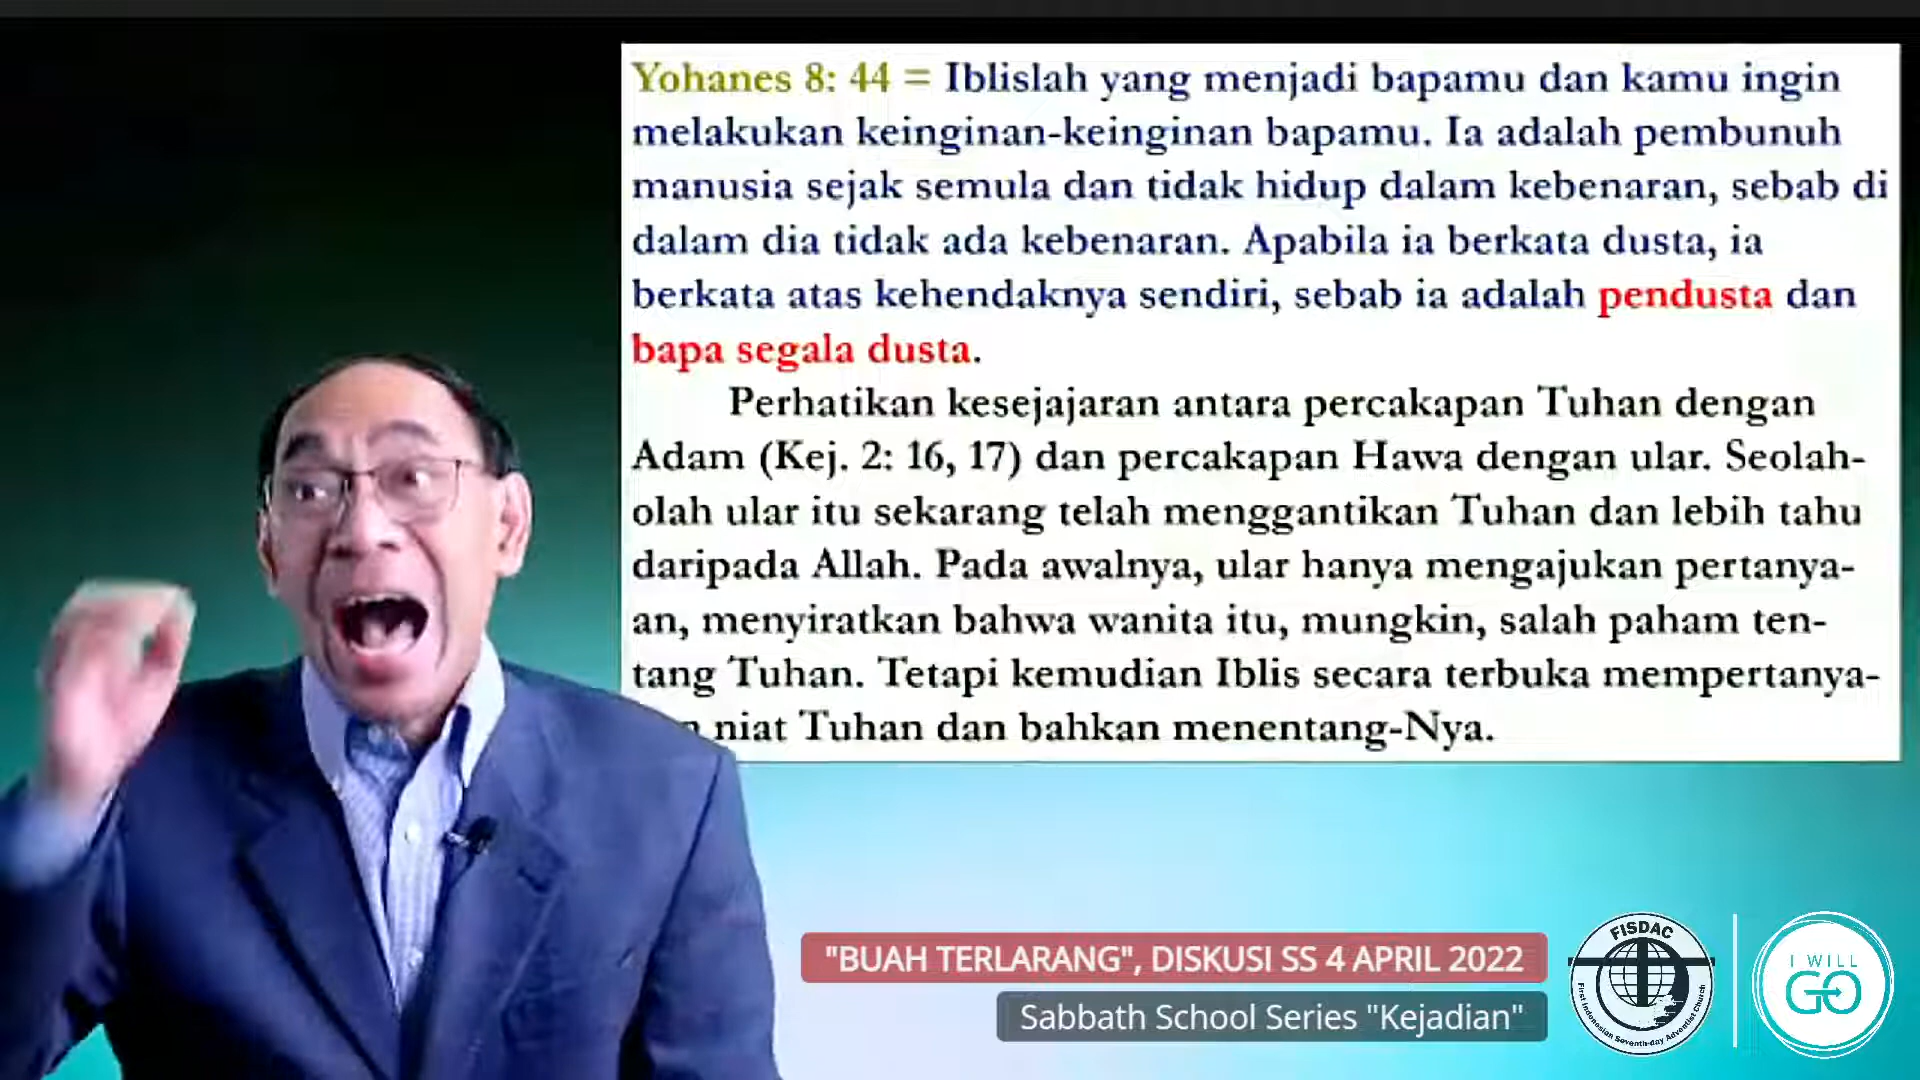 Yohanes 8: 44 = Iblislah yang menjadi bapamu dan kamu ingin
melakukan keinginan-keinginan bapamu. Ia adalah pembunuh
manusia sejak semula dan tidak hidup dalam kebenaran, sebab di
dalam dia tidak ada kebenaran. Apabila ia berkata dusta, ia
berkata atas kehendaknya sendiri, sebab ia adalah pendusta dan
bapa segala dusta.
Perhatikan kesejajaran antara percakapan Tuhan dengan
Adam (Kej. 2: 16, 17) dan percakapan Hawa dengan ular. Seolah-
olah ular itu sekarang telah menggantikan Tuhan dan lebih tahu
daripada Allah. Pada awalnya, ular hanya mengajukan pertanya-
an, menyiratkan bahwa wanita itu, mungkin, salah paham ten-
tang Tuhan. Tetapi kemudian Iblis secara terbuka mempertanya-
niat Tuhan dan bahkan menentang-Nya.
"BUAH TERLARANG", DISKUSI SS 4 APRIL 2022
Sabbath School Series "Kejadian"
FISDAC
First Indonesian Seventh-day Adventist Church
I WILL
GO